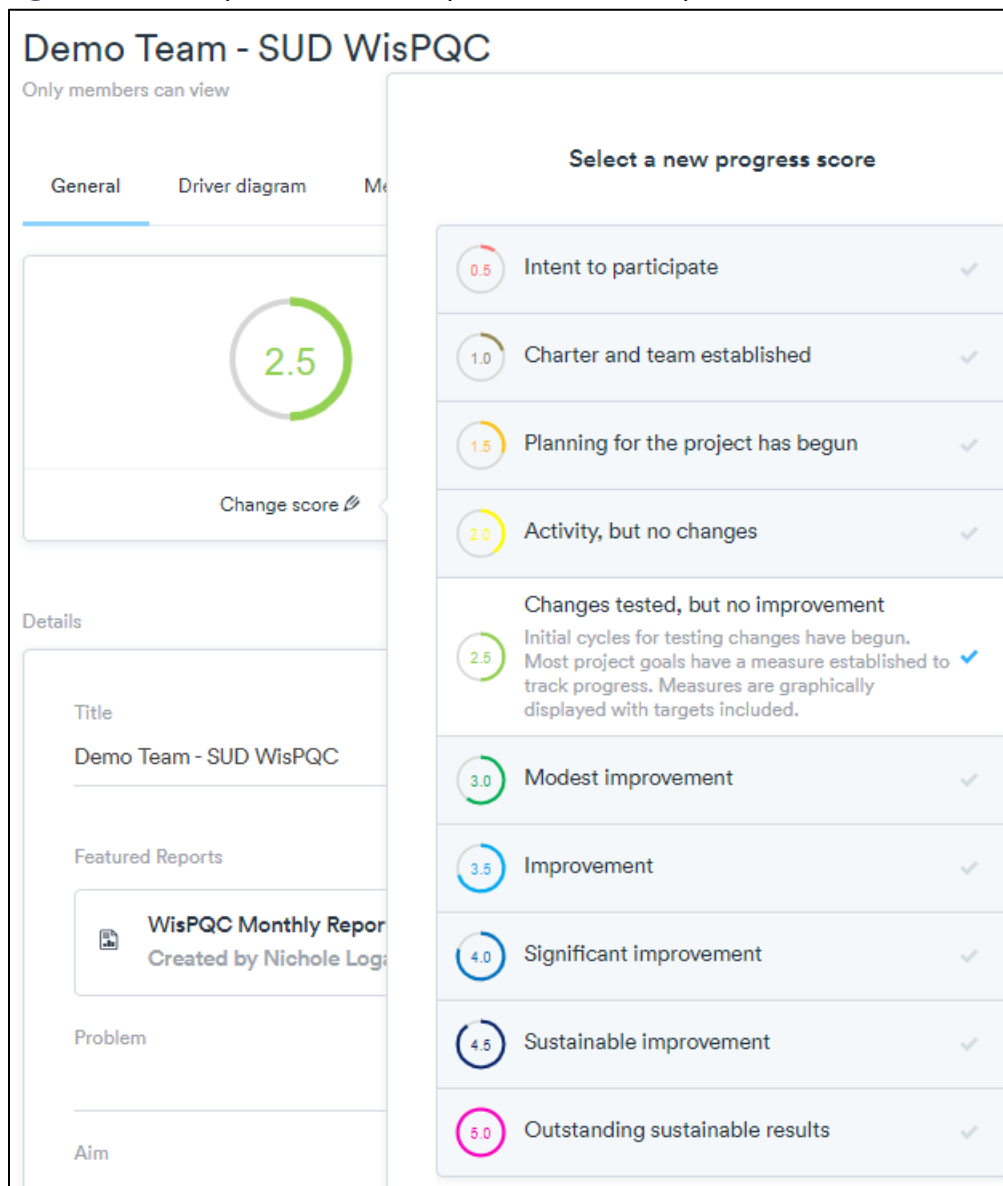 Demo Team - SUD WisPQC
Only members can view
General
Driver diagram
2.5
Change score
Details
Title
Demo Team - SUD WisPQC
Featured Reports
WisPQC Monthly Repor
Created by Nichole Loga
Problem
Aim
Select a new progress score
0.5 Intent to participate
1.0 Charter and team established
1.5 Planning for the project has begun
2.0 Activity, but no changes
Changes tested, but no improvement
2.5
Initial cycles for testing changes have begun.
Most project goals have a measure established to
track progress. Measures are graphically
displayed with targets included.
3.0 Modest improvement
3.5 Improvement
4.0 Significant improvement
4.5 Sustainable improvement
5.0 Outstanding sustainable results